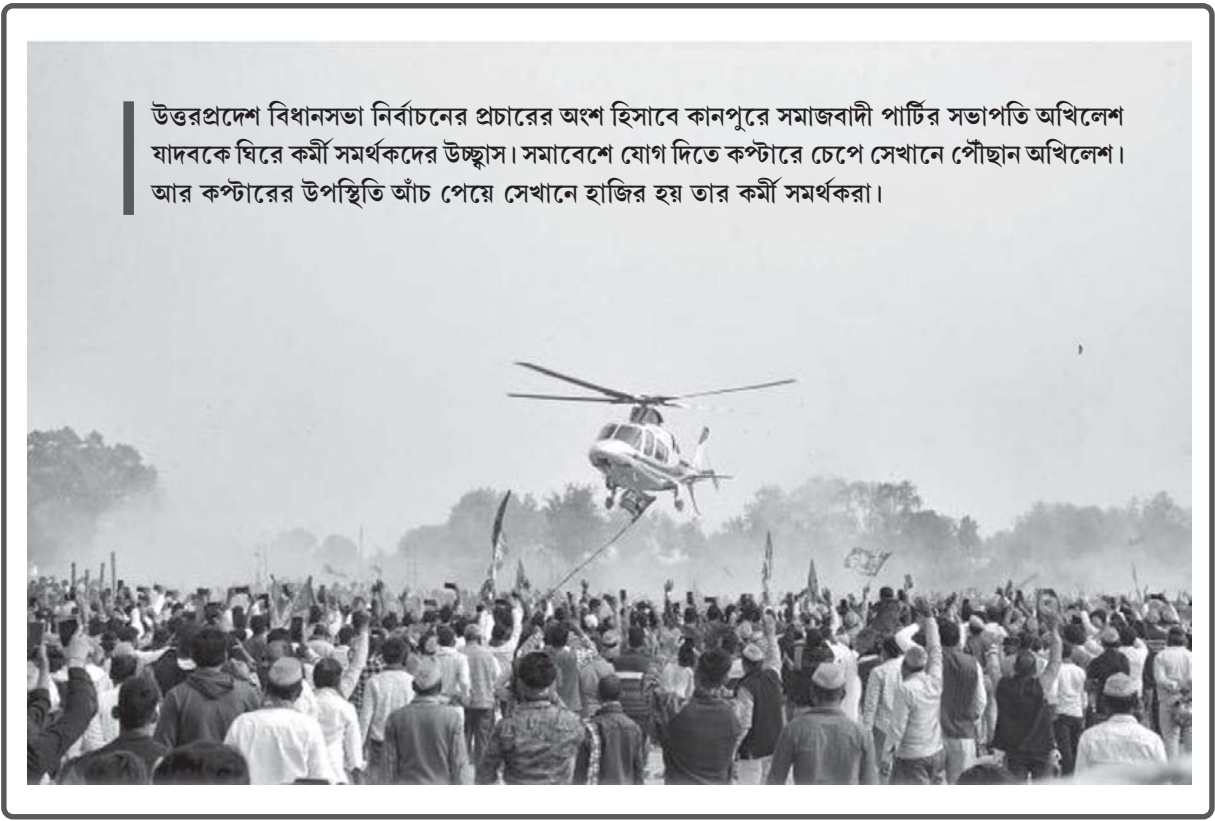 উত্তরপ্রদেশ বিধানসভা নির্বাচনের প্রচারের অংশ হিসাবে কানপুরে সমাজবাদী পার্টির সভাপতি অখিলেশ
যাদবকে ঘিরে কর্মী সমর্থকদের উচ্ছ্বাস। সমাবেশে যোগ দিতে কপ্টারে চেপে সেখানে পৌঁছান অখিলেশ।
আর কপ্টারের উপস্থিতি আঁচ পেয়ে সেখানে হাজির হয় তার কর্মী সমর্থকরা।